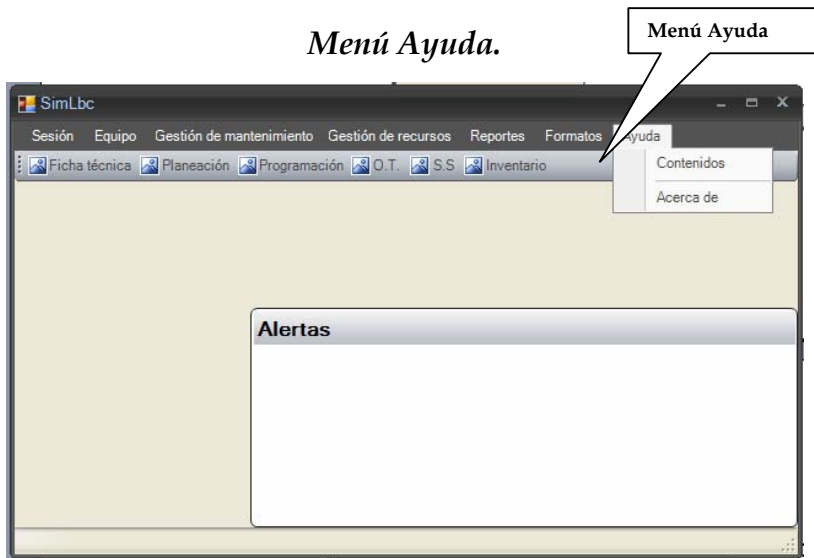 Menú Ayuda.
Menú Ayuda
SimLbc
Sesión Equipo Gestión de mantenimiento Gestión de recursos Reportes Formatos Ayuda
Ficha técnica Planeación Programación O.T. S.S Inventario
Contenidos
Acerca de
Alertas